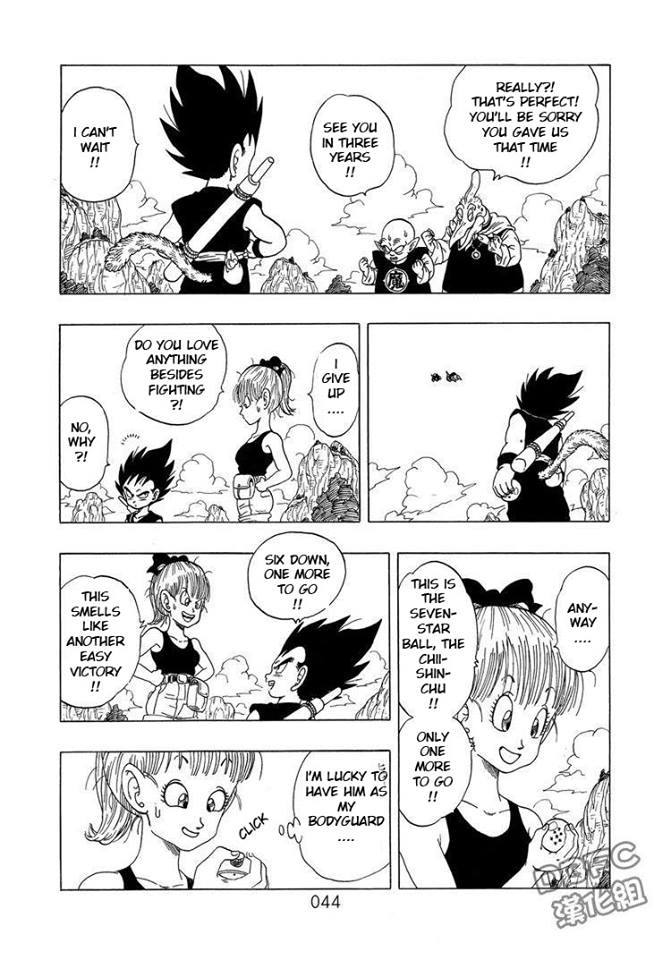 REALLY?!
THAT'S PERFECT!
YOU'LL BE SORRY
YOU GAVE US
THAT TIME
!!
SEE YOU
IN THREE
YEARS
!!
I CAN'T
WAIT
!!
魔
I
GIVE
UP
....
DO YOU LOVE
ANYTHING
BESIDES
FIGHTING
?!
NO,
WHY
?!
ANY-
WAY
....
THIS IS
THE
SEVEN-
STAR
BALL, THE
CHII-
SHIN-
CHU
!!
ONLY
ONE
MORE
TO GO
!!
SIX DOWN,
ONE MORE
TO GO
!!
THIS
SMELLS
LIKE
ANOTHER
EASY
VICTORY
!!
I'M LUCKY TO
HAVE HIM AS
MY
BODYGUARD
....
CLICK
044
DBFC
漢化組